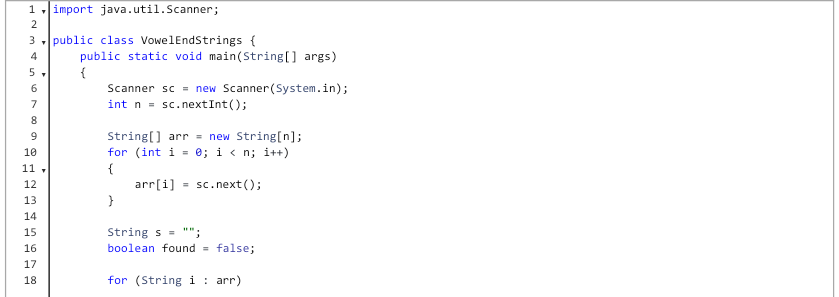 1 import java.util.Scanner;
2
3 public class VowelEndStrings {
4     public static void main(String[] args)
5     {
6         Scanner sc = new Scanner(System.in);
7         int n = sc.nextInt();
8
9         String[] arr = new String[n];
10         for (int i = 0; i < n; i++)
11         {
12             arr[i] = sc.next();
13         }
14
15         String s = "";
16         boolean found = false;
17
18         for (String i : arr)